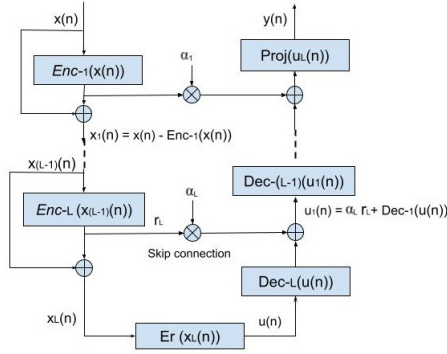 x(n)
y(n)
Enc-1(x(n))
α1
Proj(uL(n))
x1(n) = x(n) - Enc-1(x(n))
x(L-1)(n)
Dec-(L-1)(u1(n))
Enc-L (x(L-1)(n))
αL
u1(n) = αL rL+ Dec-1(u(n))
rL
Skip connection
Dec-L(u(n))
xL(n)
Er (xL(n))
u(n)